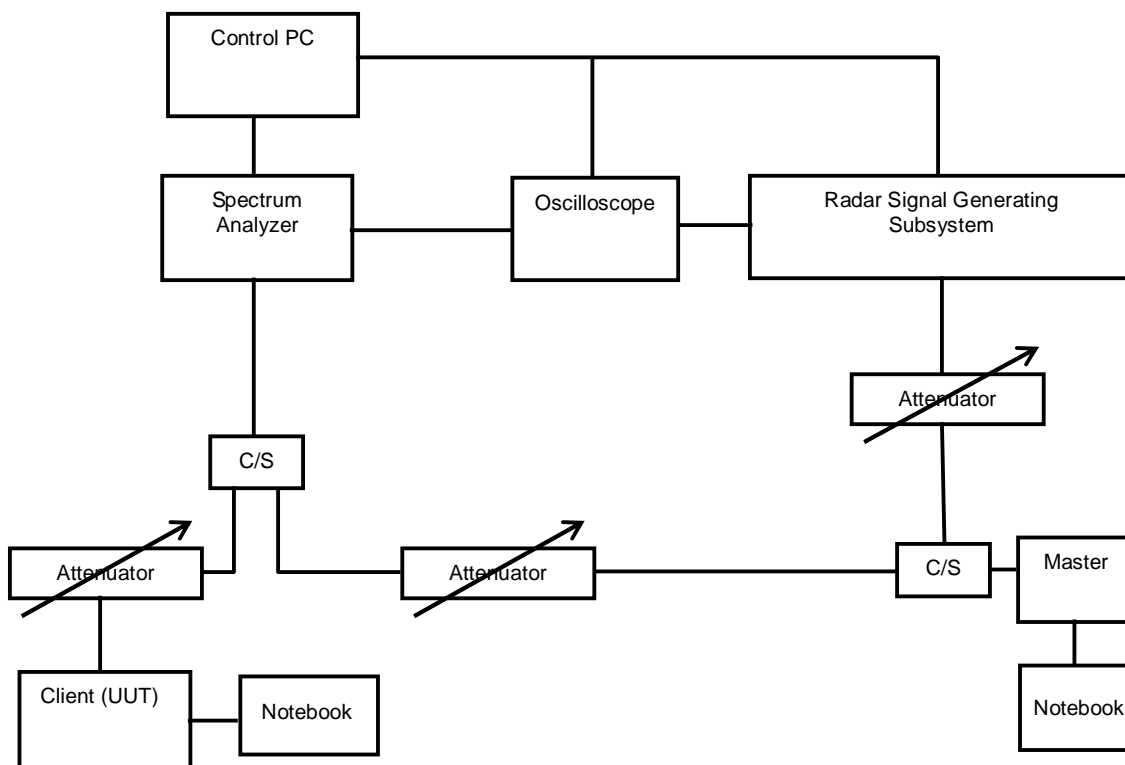 Control PC
Spectrum
Analyzer
Oscilloscope
Radar Signal Generating
Subsystem
Attenuator
C/S
Attenuator
Attenuator
C/S
Master
Client (UUT)
Notebook
Notebook